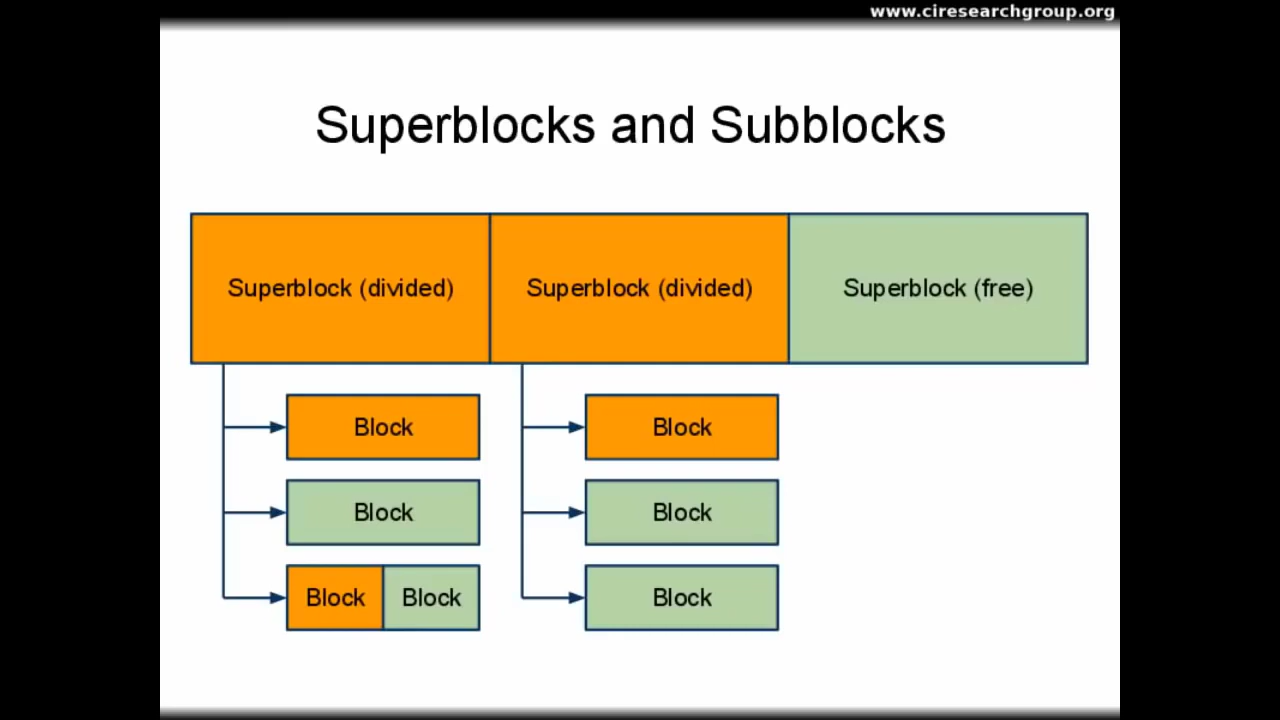 www.ciresearchgroup.org
Superblocks and Subblocks
Superblock (divided)
Superblock (divided)
Superblock (free)
Block
Block
Block
Block
Block
Block
Block